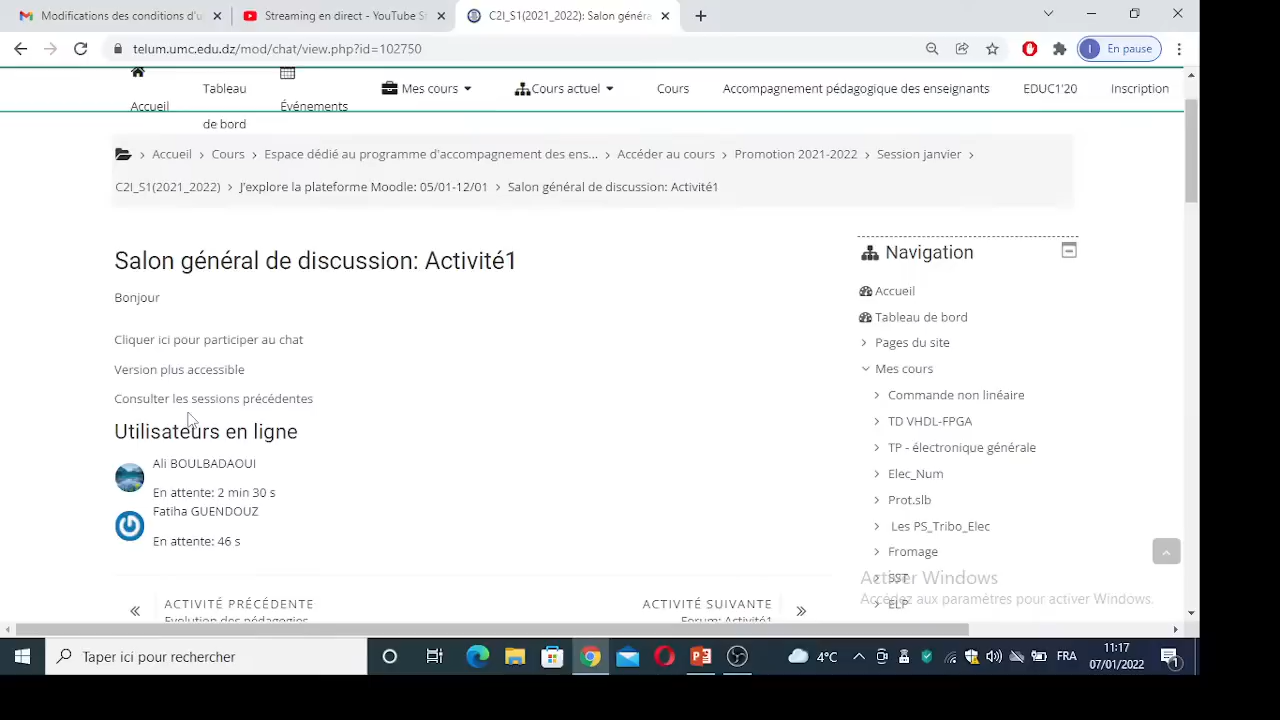 Modifications des conditions d'u
Streaming en direct - YouTube St
C2I_S1(2021_2022): Salon généra
telum.umc.edu.dz/mod/chat/view.php?id=102750
I En pause
Accueil
Tableau de bord
Événements
Mes cours
Cours actuel
Cours
Accompagnement pédagogique des enseignants
EDUC1'20
Inscription
Accueil > Cours > Espace dédié au programme d'accompagnement des ens... > Accéder au cours > Promotion 2021-2022 > Session janvier >
C2I_S1(2021_2022) > J'explore la plateforme Moodle: 05/01-12/01 > Salon général de discussion: Activité1
Salon général de discussion: Activité1
Bonjour
Cliquer ici pour participer au chat
Version plus accessible
Consulter les sessions précédentes
Utilisateurs en ligne
Ali BOULBADAOUI
En attente: 2 min 30 s
Fatiha GUENDOUZ
En attente: 46 s
« ACTIVITÉ PRÉCÉDENTE
Evolution des pédagogies
ACTIVITÉ SUIVANTE »
Forum: Activité1
Navigation
Accueil
Tableau de bord
> Pages du site
Mes cours
> Commande non linéaire
> TD VHDL-FPGA
> TP - électronique générale
> Elec_Num
> Prot.slb
> Les PS_Tribo_Elec
> Fromage
> SST
> ELP
Activer Windows
Accédez aux paramètres pour activer Windows.
Taper ici pour rechercher
4°C
FRA
11:17
07/01/2022
1